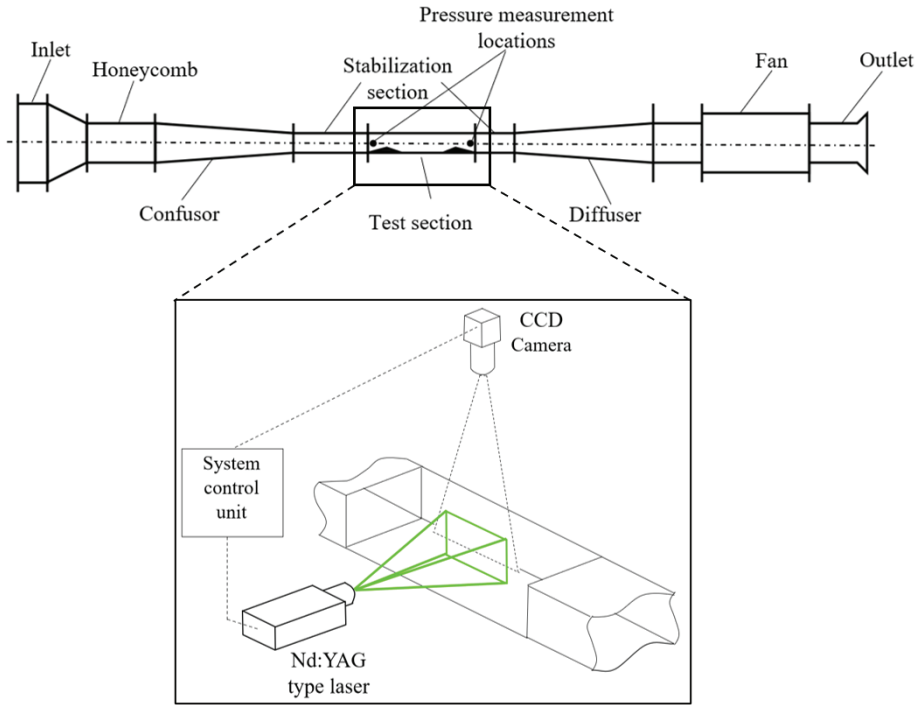 Pressure measurement
locations
Inlet
Honeycomb
Stabilization
section
Fan
Outlet
Confusor
Test section
Diffuser
CCD
Camera
System
control
unit
Nd:YAG
type laser